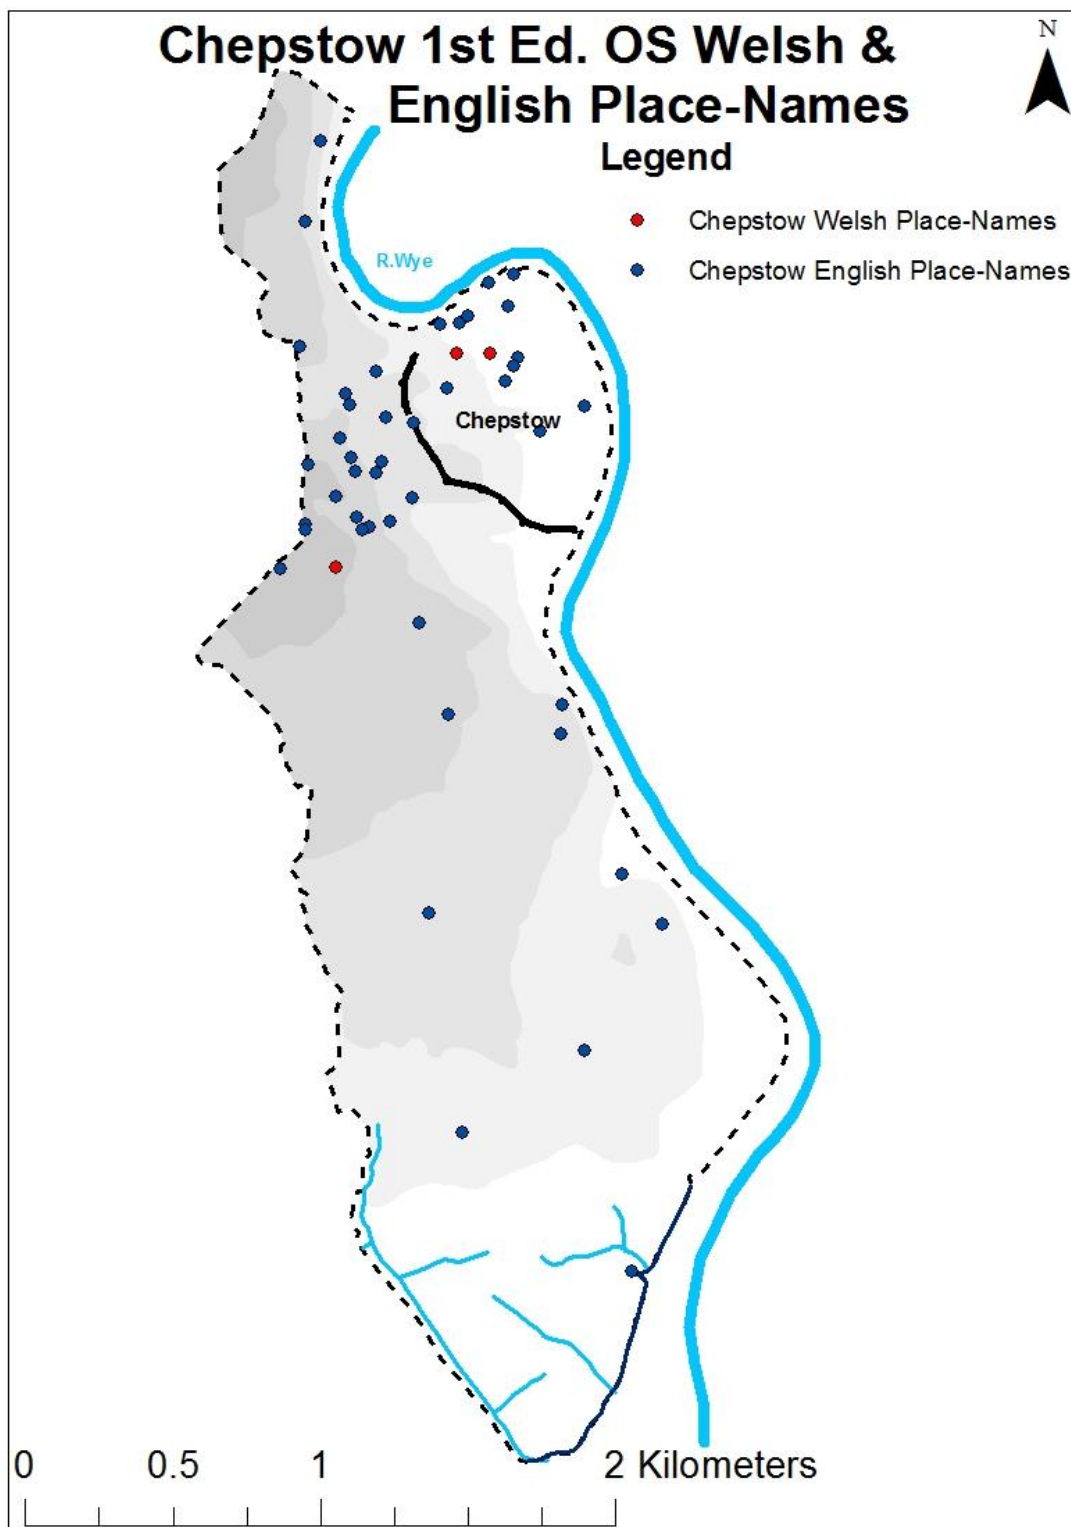 Chepstow 1st Ed. OS Welsh &
English Place-Names
N
Legend
Chepstow Welsh Place-Names
Chepstow English Place-Names
R.Wye
Chepstow
0 0.5 1 2 Kilometers